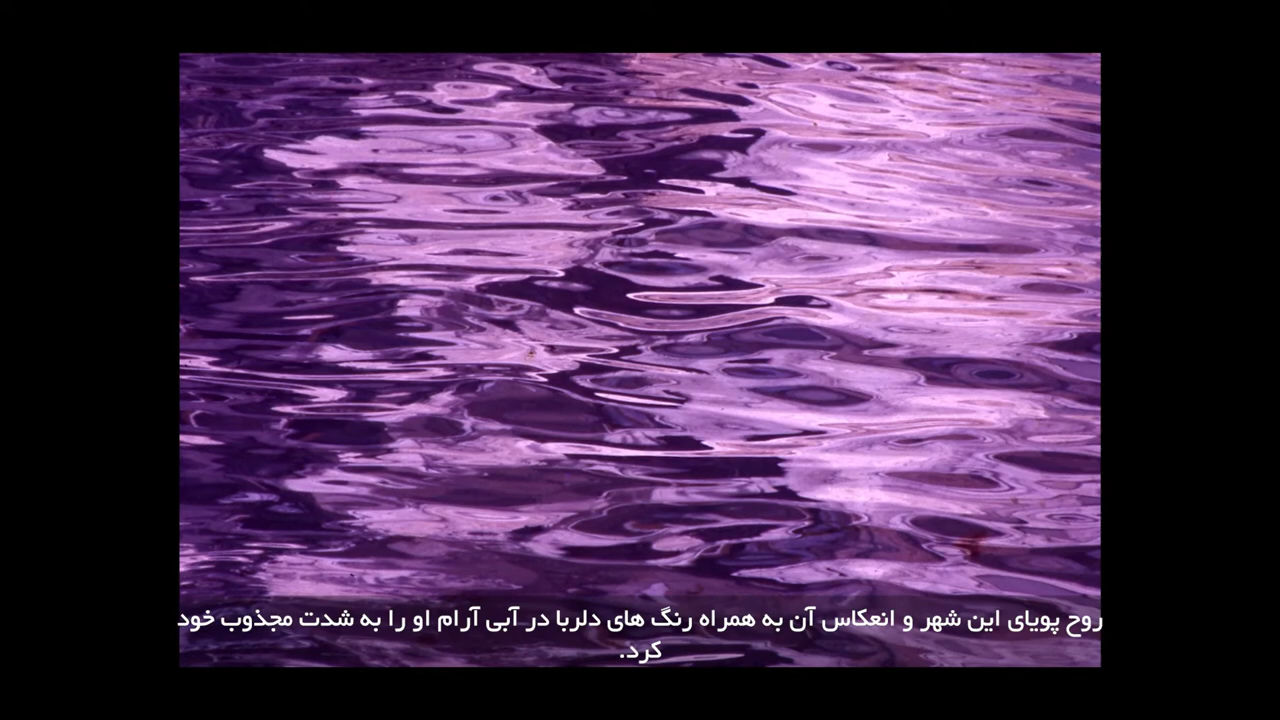 روح پویای این شهر و انعکاس آن به همراه رنگ های دلربا در آبی آرام او را به شدت مجذوب خود
کرد.